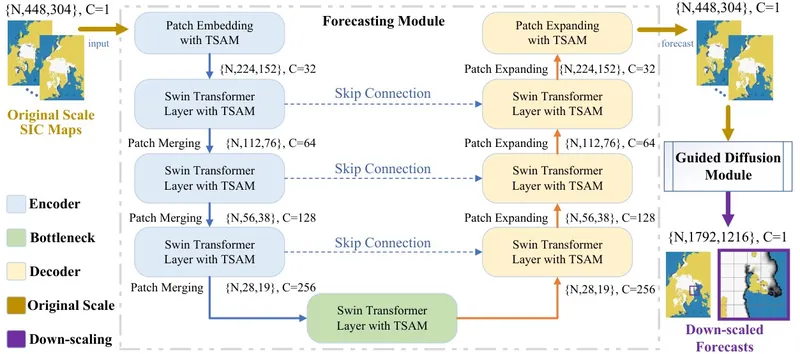 {N,448,304}, C=1
input
Original Scale
SIC Maps
Encoder
Bottleneck
Decoder
Original Scale
Down-scaling
Forecasting Module
Patch Embedding
with TSAM
{N,224,152}, C=32
Swin Transformer
Layer with TSAM
Patch Merging
{N,112,76}, C=64
Swin Transformer
Layer with TSAM
Patch Merging
{N,56,38}, C=128
Swin Transformer
Layer with TSAM
Patch Merging
{N,28,19}, C=256
Swin Transformer
Layer with TSAM
Skip Connection
Skip Connection
Skip Connection
Patch Expanding
with TSAM
Patch Expanding
{N,224,152}, C=32
Swin Transformer
Layer with TSAM
Patch Expanding
{N,112,76}, C=64
Swin Transformer
Layer with TSAM
Patch Expanding
{N,56,38}, C=128
Swin Transformer
Layer with TSAM
{N,28,19}, C=256
{N,448,304}, C=1
forecast
Guided Diffusion
Module
{N,1792,1216}, C=1
Down-scaled
Forecasts